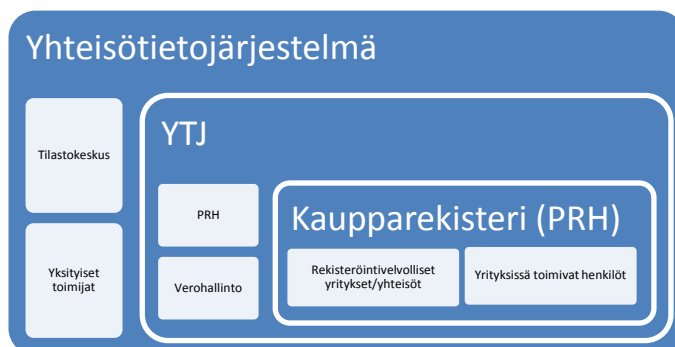 Yhteisötietojärjestelmä
Tilastokeskus
Yksityiset
toimijat
YTJ
PRH
Verohallinto
Kaupparekisteri (PRH)
Rekisteröintivelvolliset
yritykset/yhteisöt
Yrityksissä toimivat henkilöt